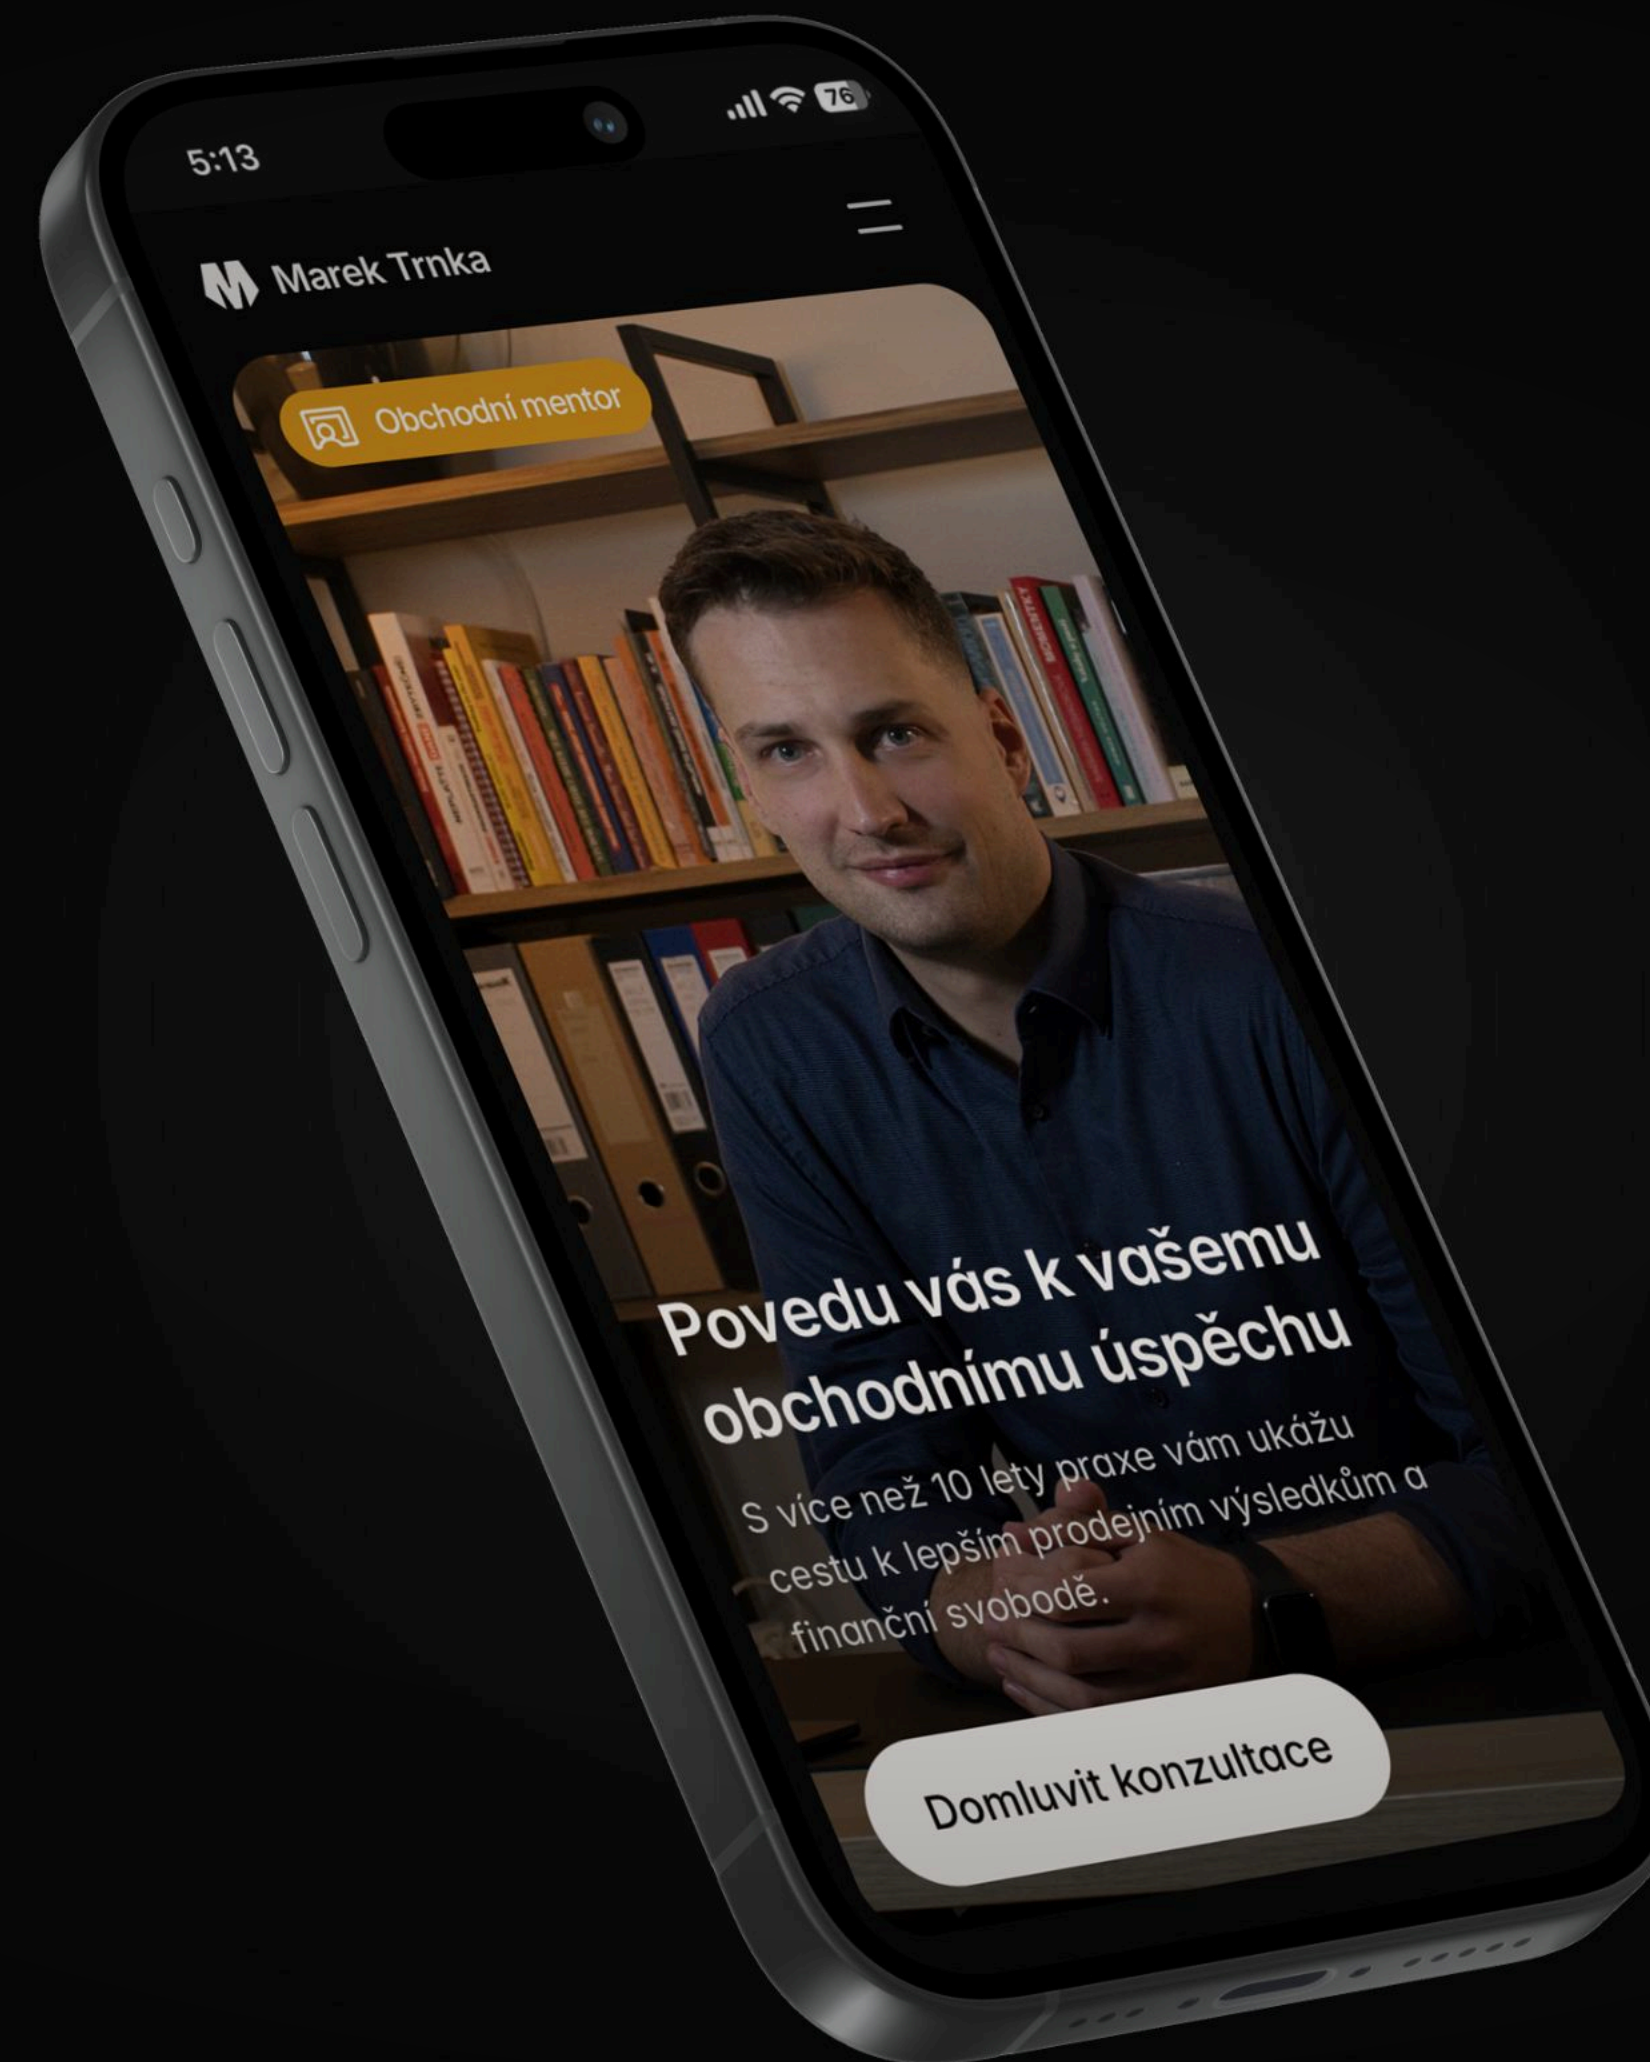 5:13
76
Marek Trnka
Obchodní mentor
MOMENTKY
Povedu vás k vašemu
obchodnímu úspěchu
S více než 10 lety praxe vám ukážu
cestu k lepším prodejním výsledkům a
finanční svobodě.
Domluvit konzultace